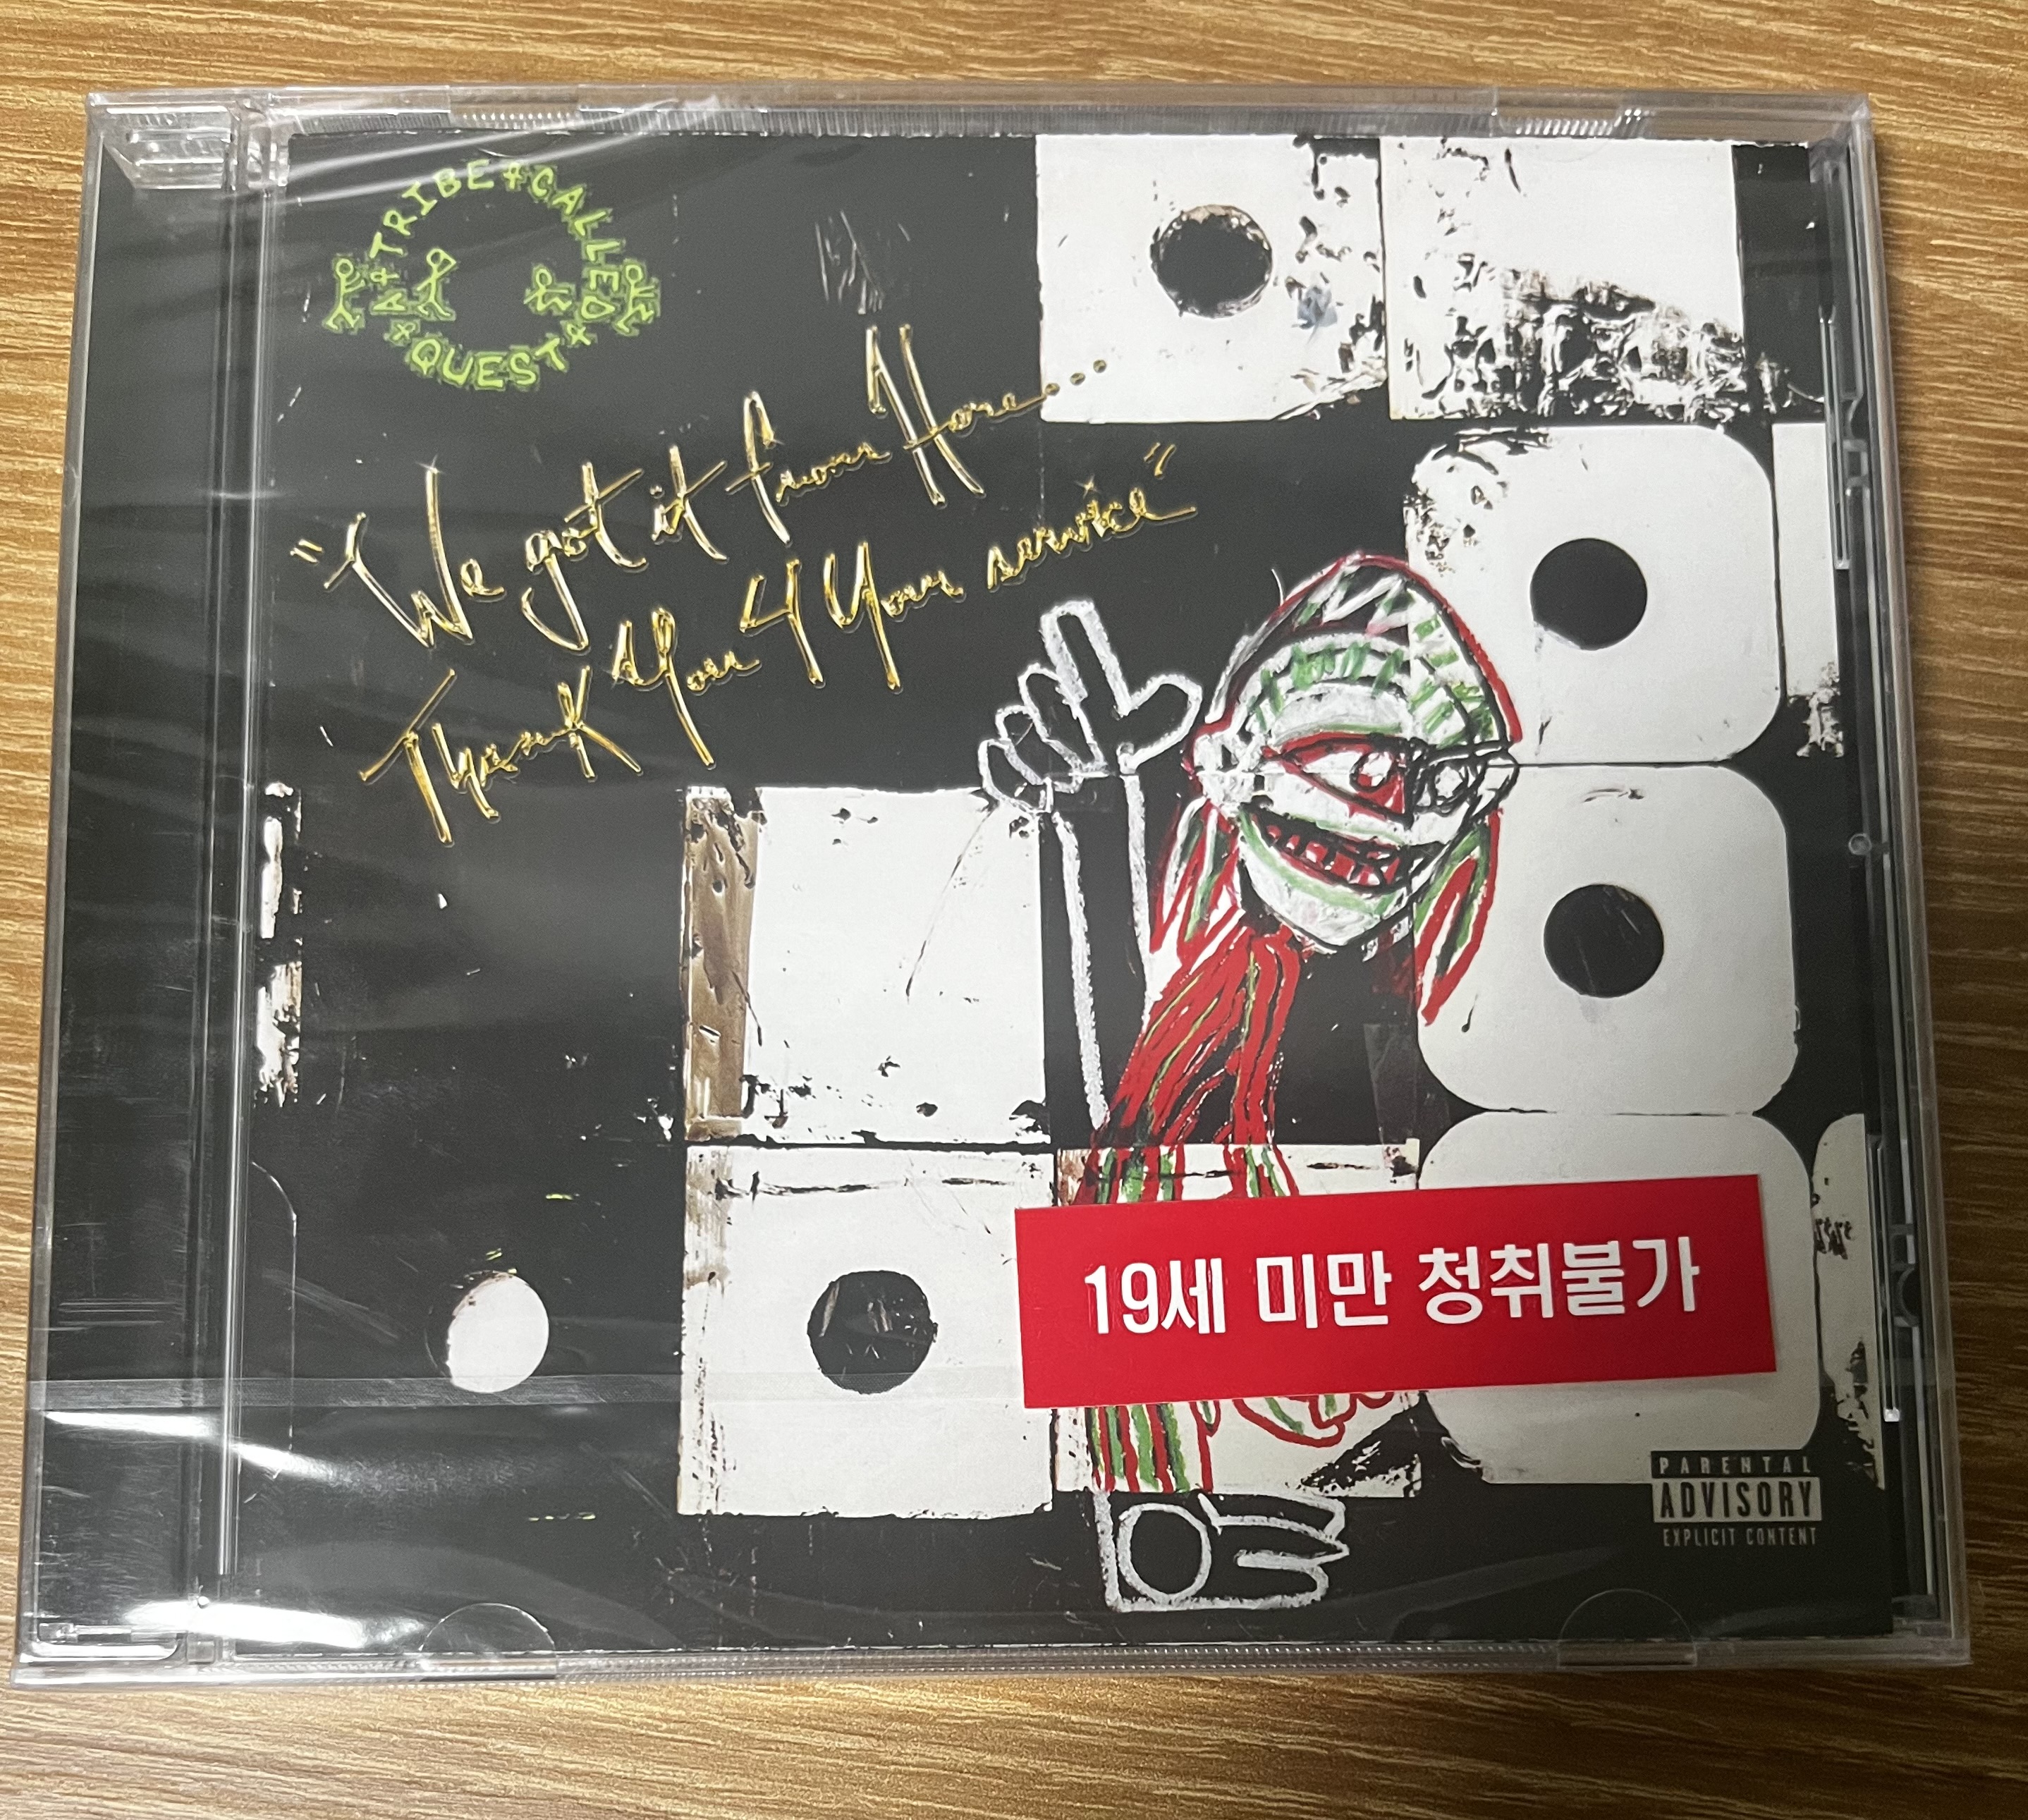 A TRIBE CALLED QUEST
"We got it from Here....
Thank You 4 Your service"
19세 미만 청취불가
PARENTAL
ADVISORY
EXPLICIT CONTENT